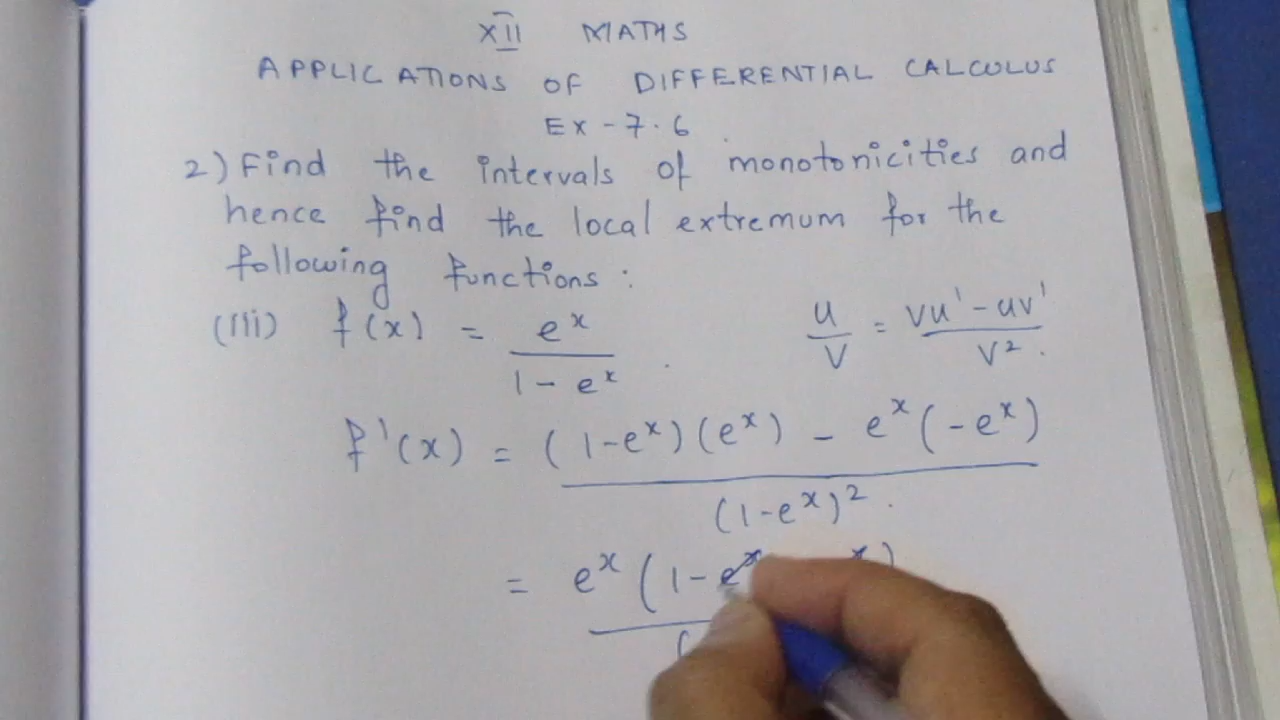 XII MATHS
APPLICATIONS OF DIFFERENTIAL CALCULUS
EX - 7.6
2) Find the intervals of monotonicities and
hence find the local extremum for the
following functions :
(iii) f(x) = e^x / (1 - e^x) . u/v = (vu' - uv') / v² .
f'(x) = ((1-e^x)(e^x) - e^x(-e^x)) / (1-e^x)² .
= e^x (1-e^x